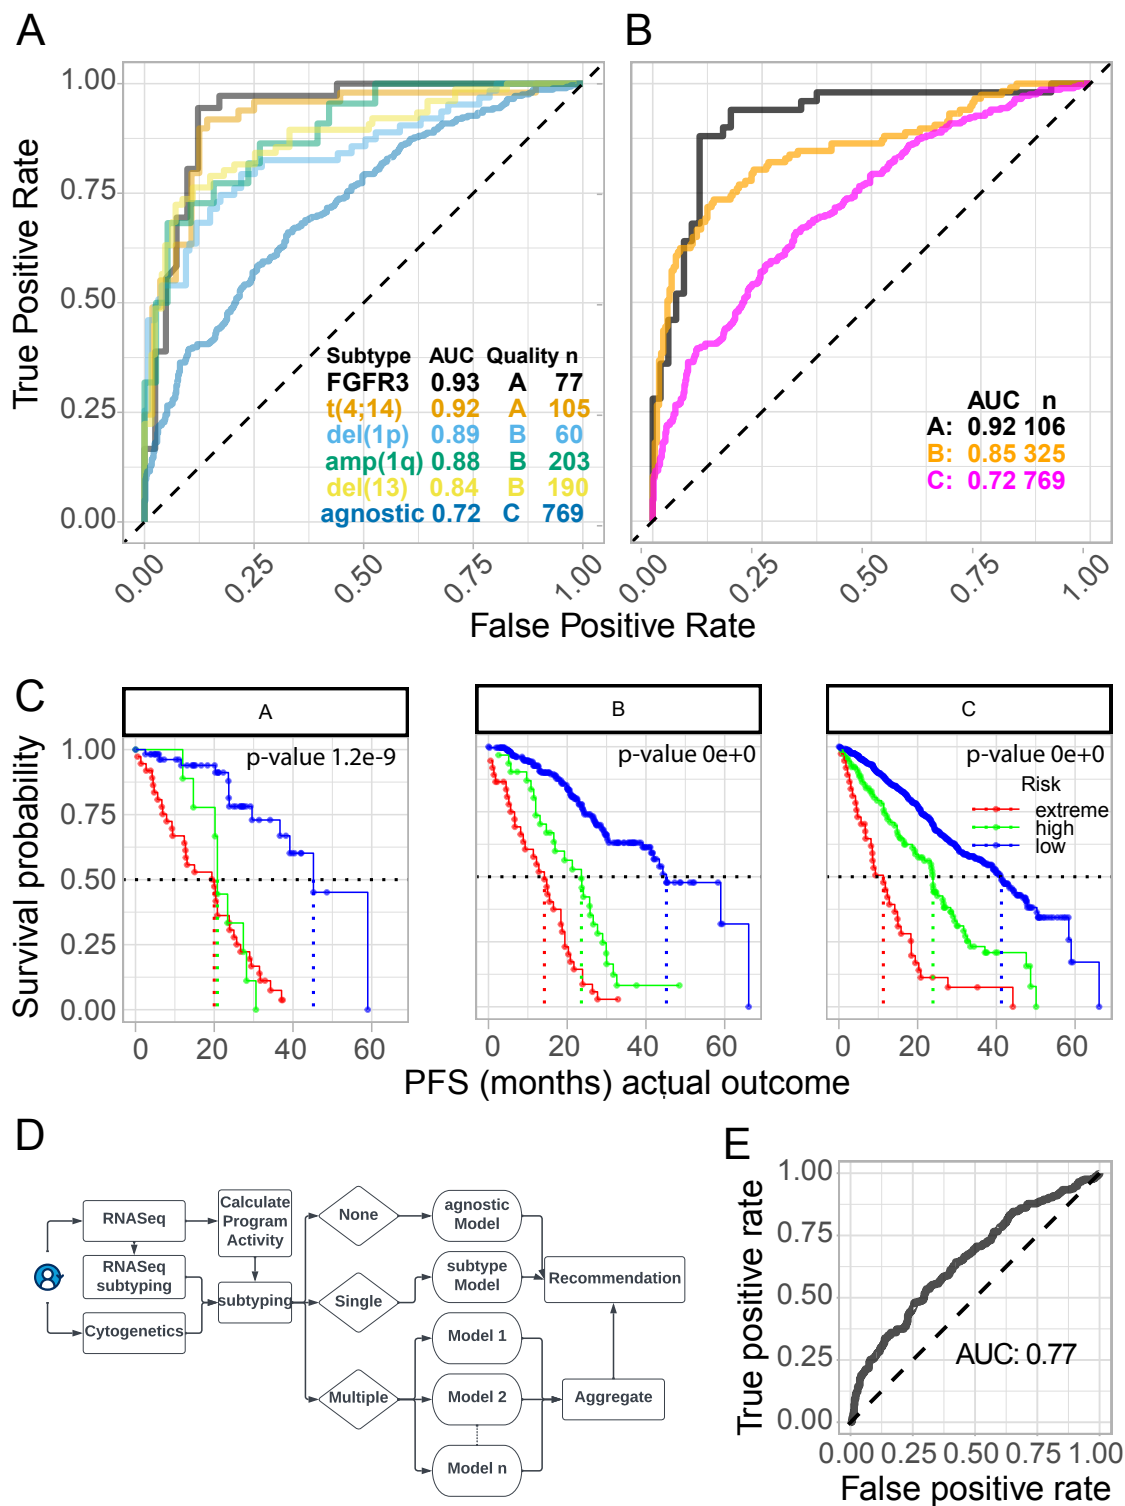 A
B
True Positive Rate
1.00
0.75
0.50
0.25
0.00
Subtype AUC Quality n
FGFR3 0.93 A 77
t(4;14) 0.92 A 105
del(1p) 0.89 B 60
amp(1q) 0.88 B 203
del(13) 0.84 B 190
agnostic 0.72 C 769
AUC n
A: 0.92 106
B: 0.85 325
C: 0.72 769
0.00 0.25 0.50 0.75 1.00
0.00 0.25 0.50 0.75 1.00
False Positive Rate
C
A
B
C
Survival probability
1.00
0.75
0.50
0.25
0.00
p-value 1.2e-9
p-value 0e+0
p-value 0e+0
Risk
extreme
high
low
0 20 40 60
0 20 40 60
0 20 40 60
PFS (months) actual outcome
D
RNASeq
RNASeq
subtyping
Cytogenetics
Calculate
Program
Activity
subtyping
None
Single
Multiple
agnostic
Model
subtype
Model
Model 1
Model 2
Model n
Recommendation
Aggregate
E
True positive rate
1.00
0.75
0.50
0.25
0.00
AUC: 0.77
0.00 0.25 0.50 0.75 1.00
False positive rate